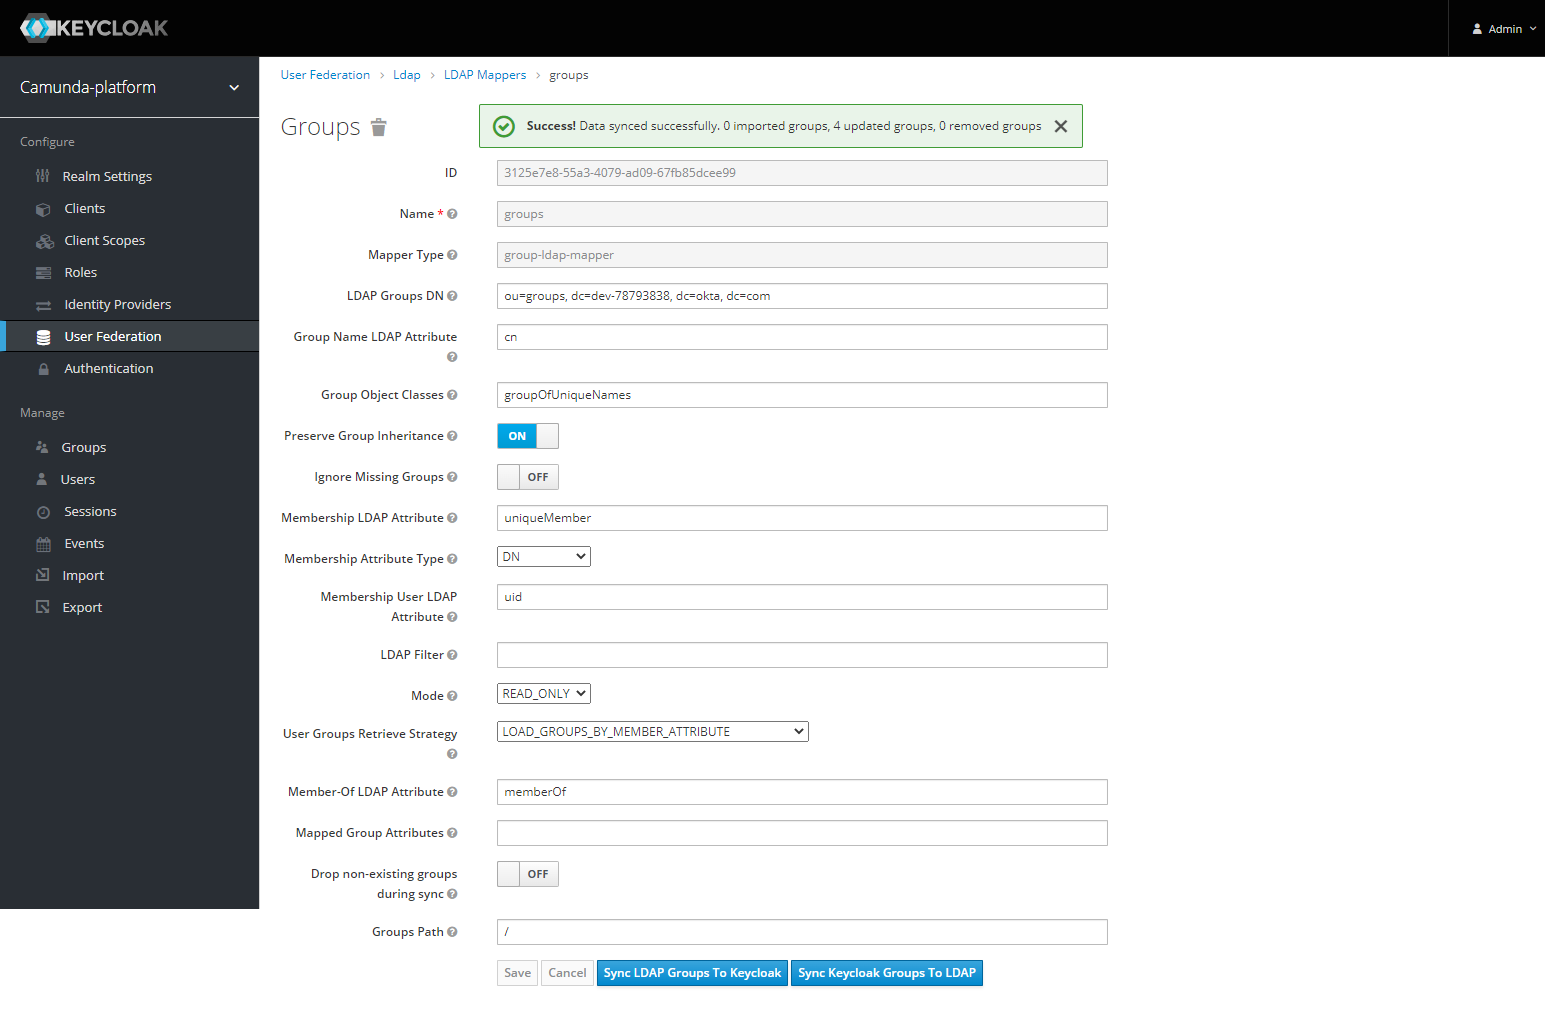 KEYCLOAK
Admin
Camunda-platform
Configure
Realm Settings
Clients
Client Scopes
Roles
Identity Providers
User Federation
Authentication
Manage
Groups
Users
Sessions
Events
Import
Export
User Federation > Ldap > LDAP Mappers > groups
Groups
Success! Data synced successfully. 0 imported groups, 4 updated groups, 0 removed groups
ID 3125e7e8-55a3-4079-ad09-67fb85dcee99
Name * groups
Mapper Type group-ldap-mapper
LDAP Groups DN ou=groups, dc=dev-78793838, dc=okta, dc=com
Group Name LDAP Attribute cn
Group Object Classes groupOfUniqueNames
Preserve Group Inheritance ON
Ignore Missing Groups OFF
Membership LDAP Attribute uniqueMember
Membership Attribute Type DN
Membership User LDAP
Attribute uid
LDAP Filter
Mode READ_ONLY
User Groups Retrieve Strategy LOAD_GROUPS_BY_MEMBER_ATTRIBUTE
Member-Of LDAP Attribute memberOf
Mapped Group Attributes
Drop non-existing groups
during sync OFF
Groups Path /
Save Cancel Sync LDAP Groups To Keycloak Sync Keycloak Groups To LDAP